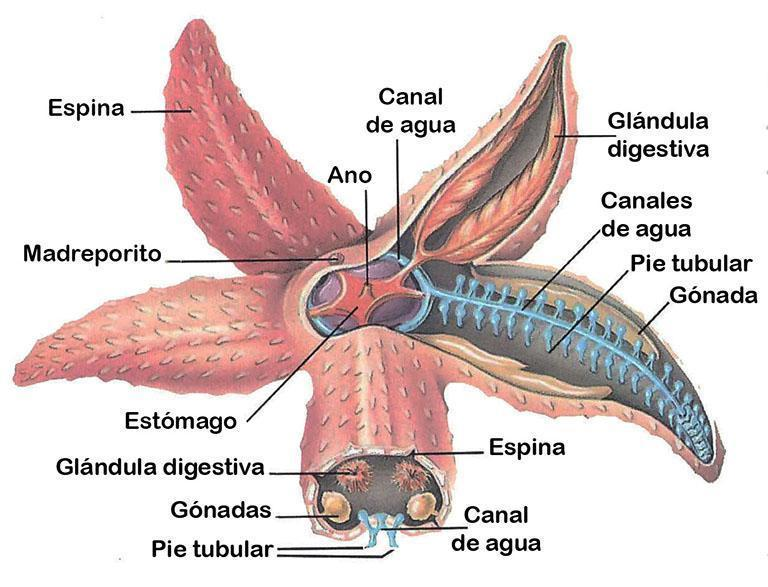 Espina
Canal
de agua
Glándula
digestiva
Ano
Canales
de agua
Madreporito
Pie tubular
Gónada
Estómago
Espina
Glándula digestiva
Gónadas
Canal
de agua
Pie tubular